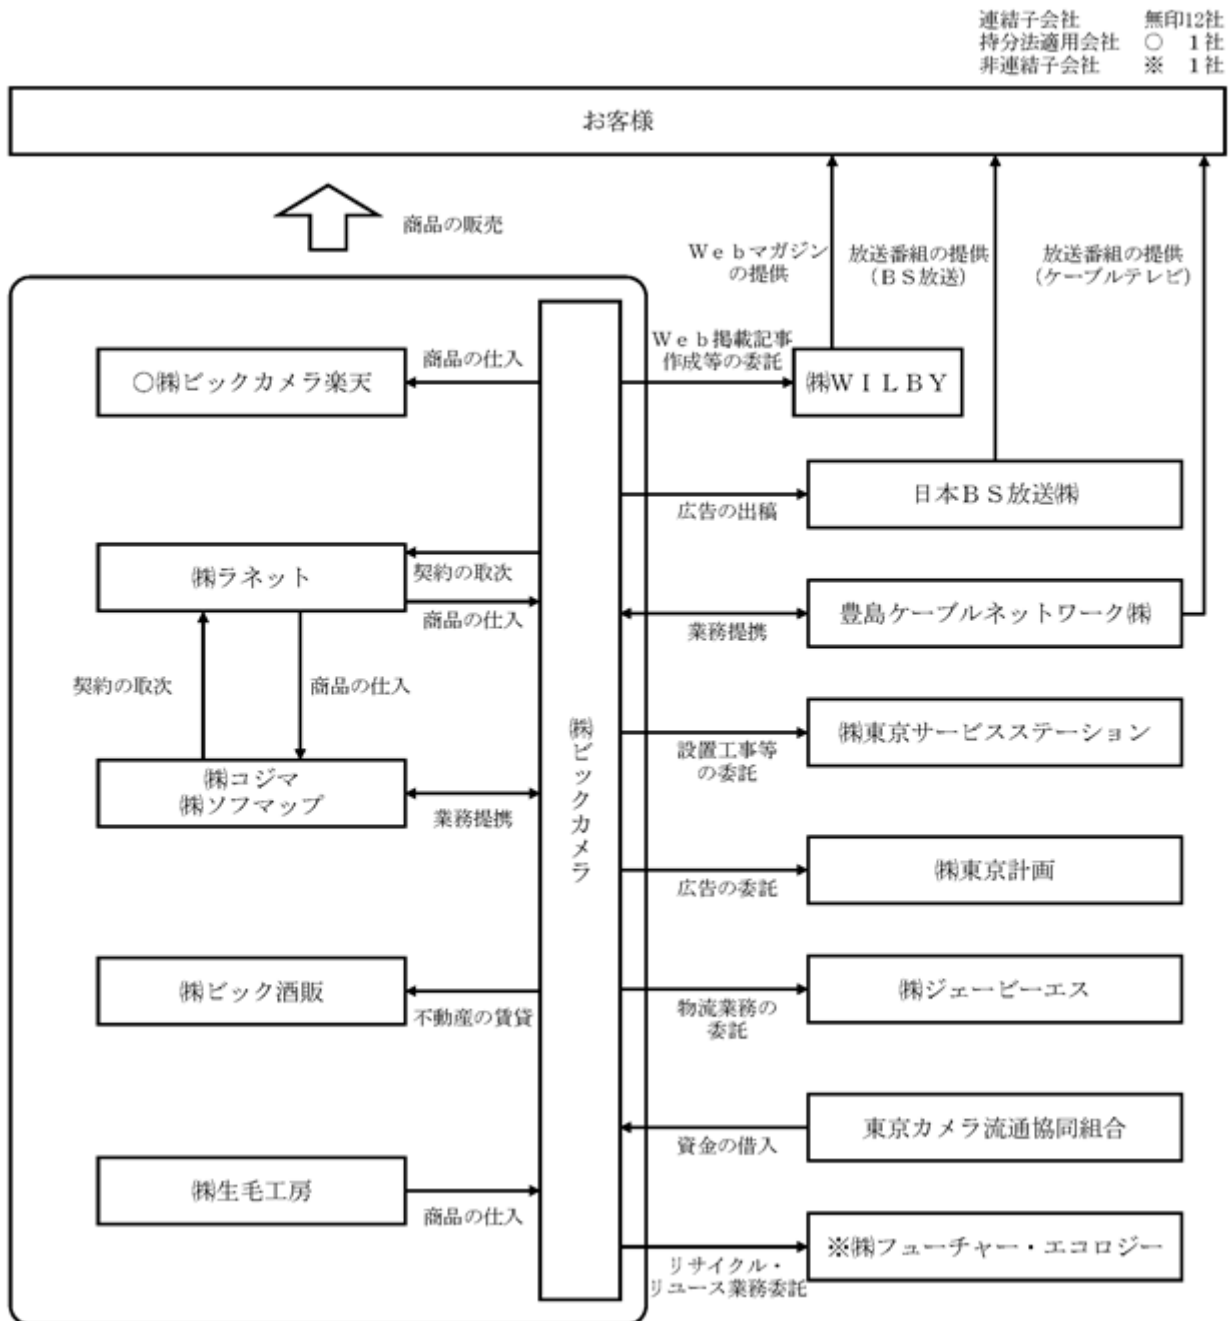 連結子会社 無印12社
持分法適用会社 ○ 1社
非連結子会社 ※ 1社
お客様
商品の販売
Ｗｅｂマガジン
の提供
放送番組の提供
（ＢＳ放送）
放送番組の提供
（ケーブルテレビ）
○㈱ビックカメラ楽天
商品の仕入
Ｗｅｂ掲載記事
作成等の委託
㈱ＷＩＬＢＹ
広告の出稿
日本ＢＳ放送㈱
㈱ラネット
契約の取次
商品の仕入
業務提携
豊島ケーブルネットワーク㈱
契約の取次
商品の仕入
㈱ビックカメラ
設置工事等
の委託
㈱東京サービスステーション
㈱コジマ
㈱ソフマップ
業務提携
広告の委託
㈱東京計画
㈱ビック酒販
不動産の賃貸
物流業務の
委託
㈱ジェービーエス
資金の借入
東京カメラ流通協同組合
㈱生毛工房
商品の仕入
リサイクル・
リユース業務委託
※㈱フューチャー・エコロジー